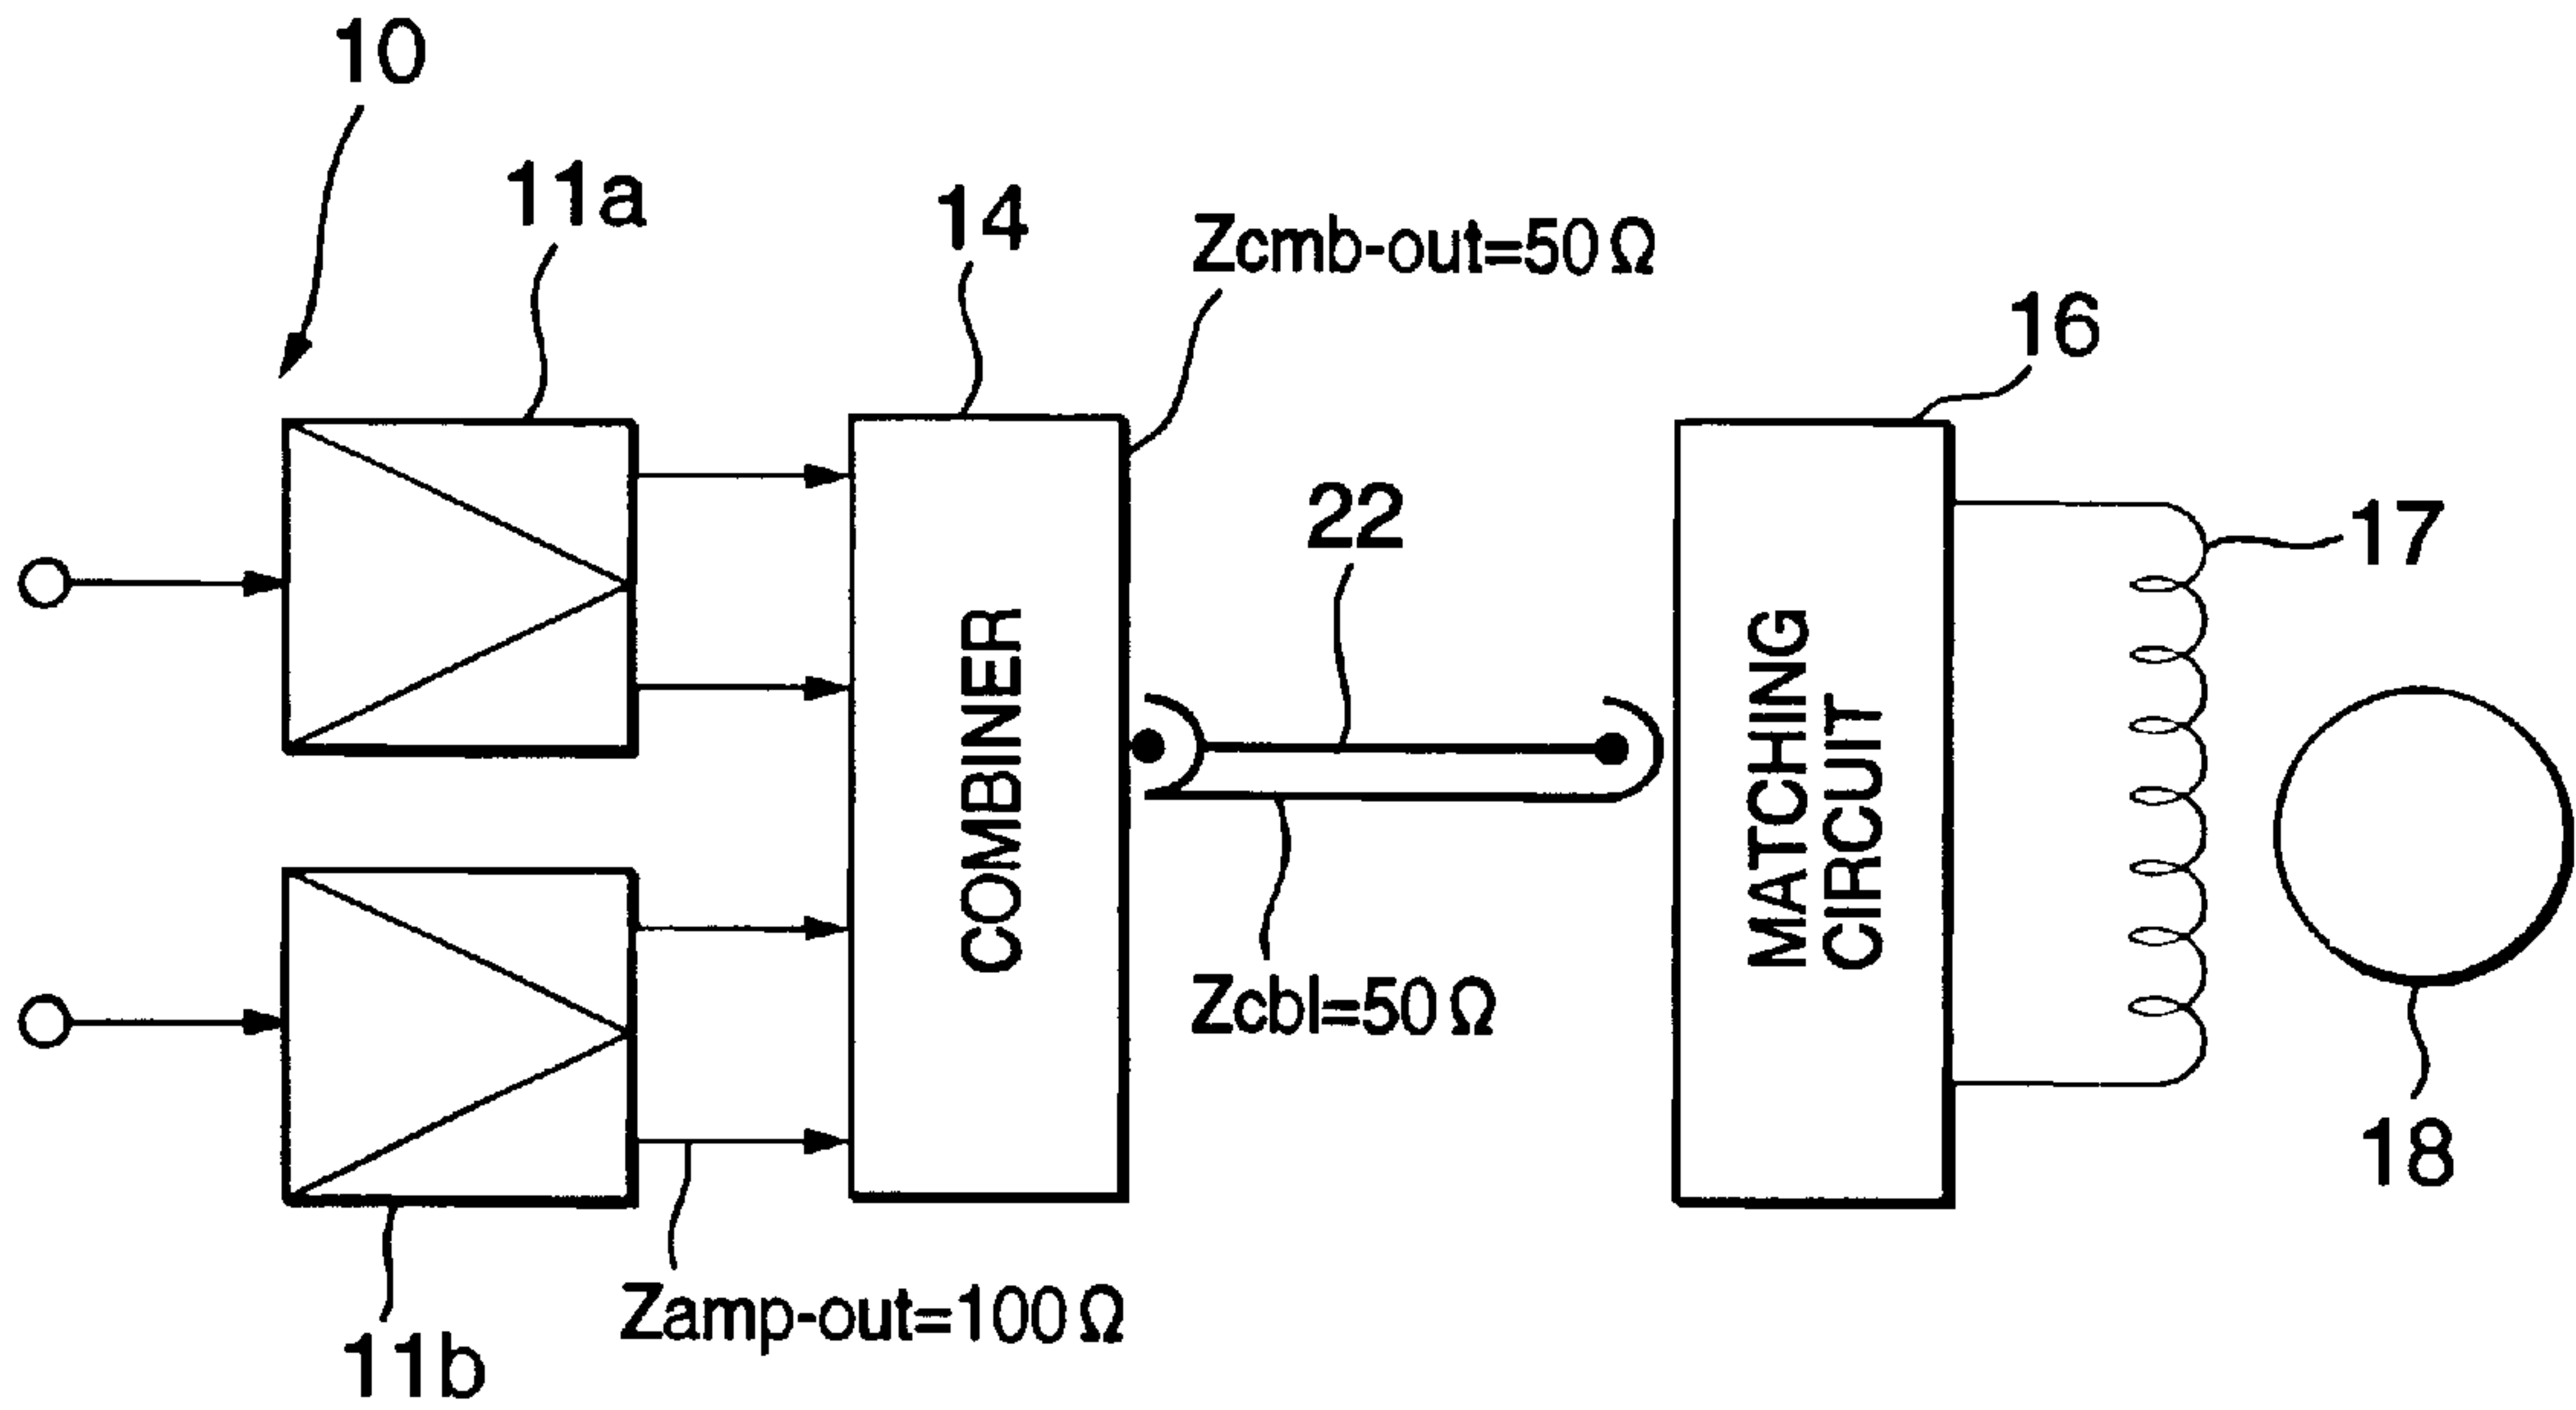 10
11a
14
Zcmb-out=50Ω
16
22
17
COMBINER
MATCHING
CIRCUIT
Zcbl=50Ω
18
Zamp-out=100Ω
11b